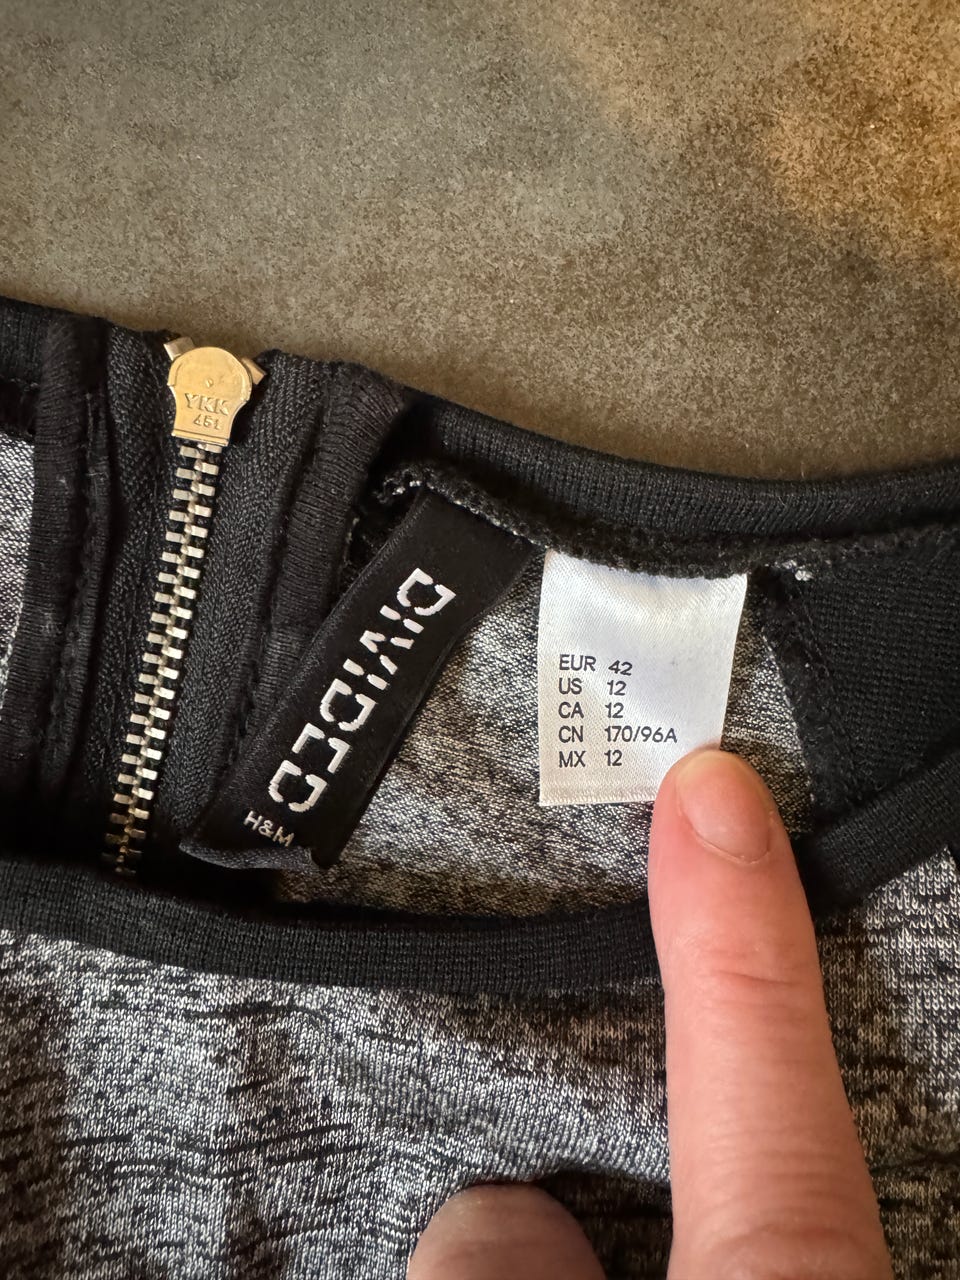 YKK
451
DIVIDED
H&M
EUR 42
US 12
CA 12
CN 170/96A
MX 12